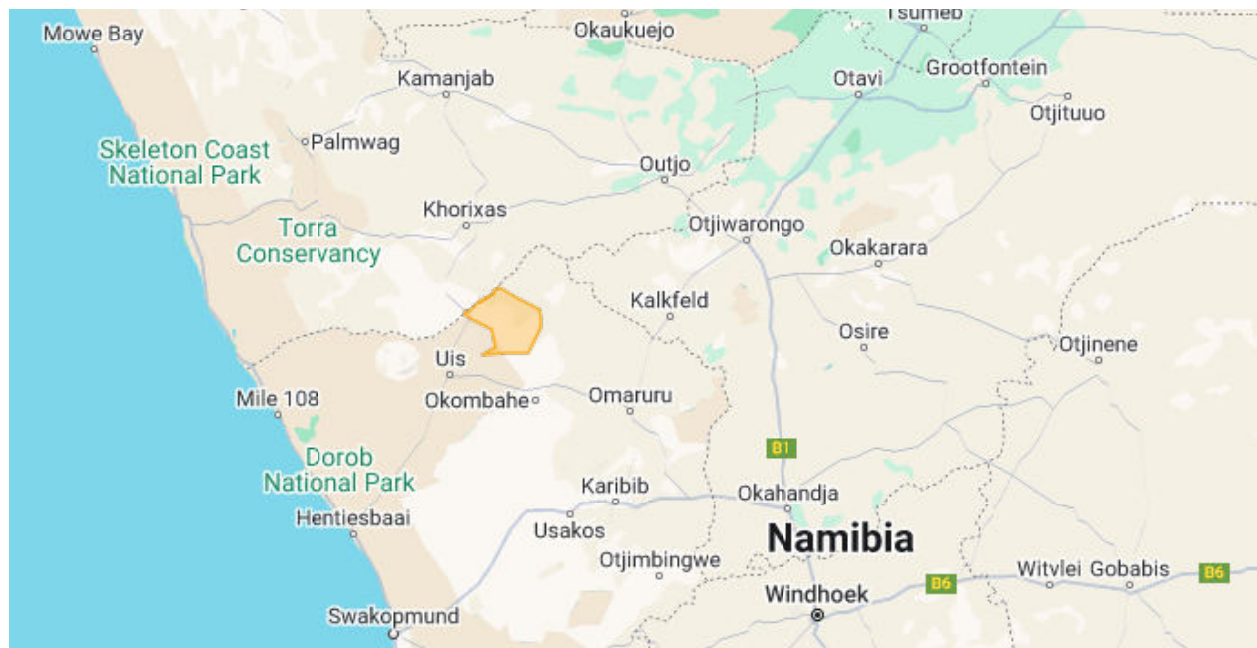 Tsumeb
Mowe Bay
Okaukuejo
Grootfontein
Kamanjab
Otavi
Otjituuo
Palmwag
Skeleton Coast
National Park
Outjo
Khorixas
Otjiwarongo
Torra
Conservancy
Okakarara
Kalkfeld
Osire
Otjinene
Uis
Mile 108
Okombahe
Omaruru
B1
Dorob
National Park
Karibib
Okahandja
Hentiesbaai
Usakos
Namibia
Otjimbingwe
Witvlei
Gobabis
B6
B6
Windhoek
Swakopmund